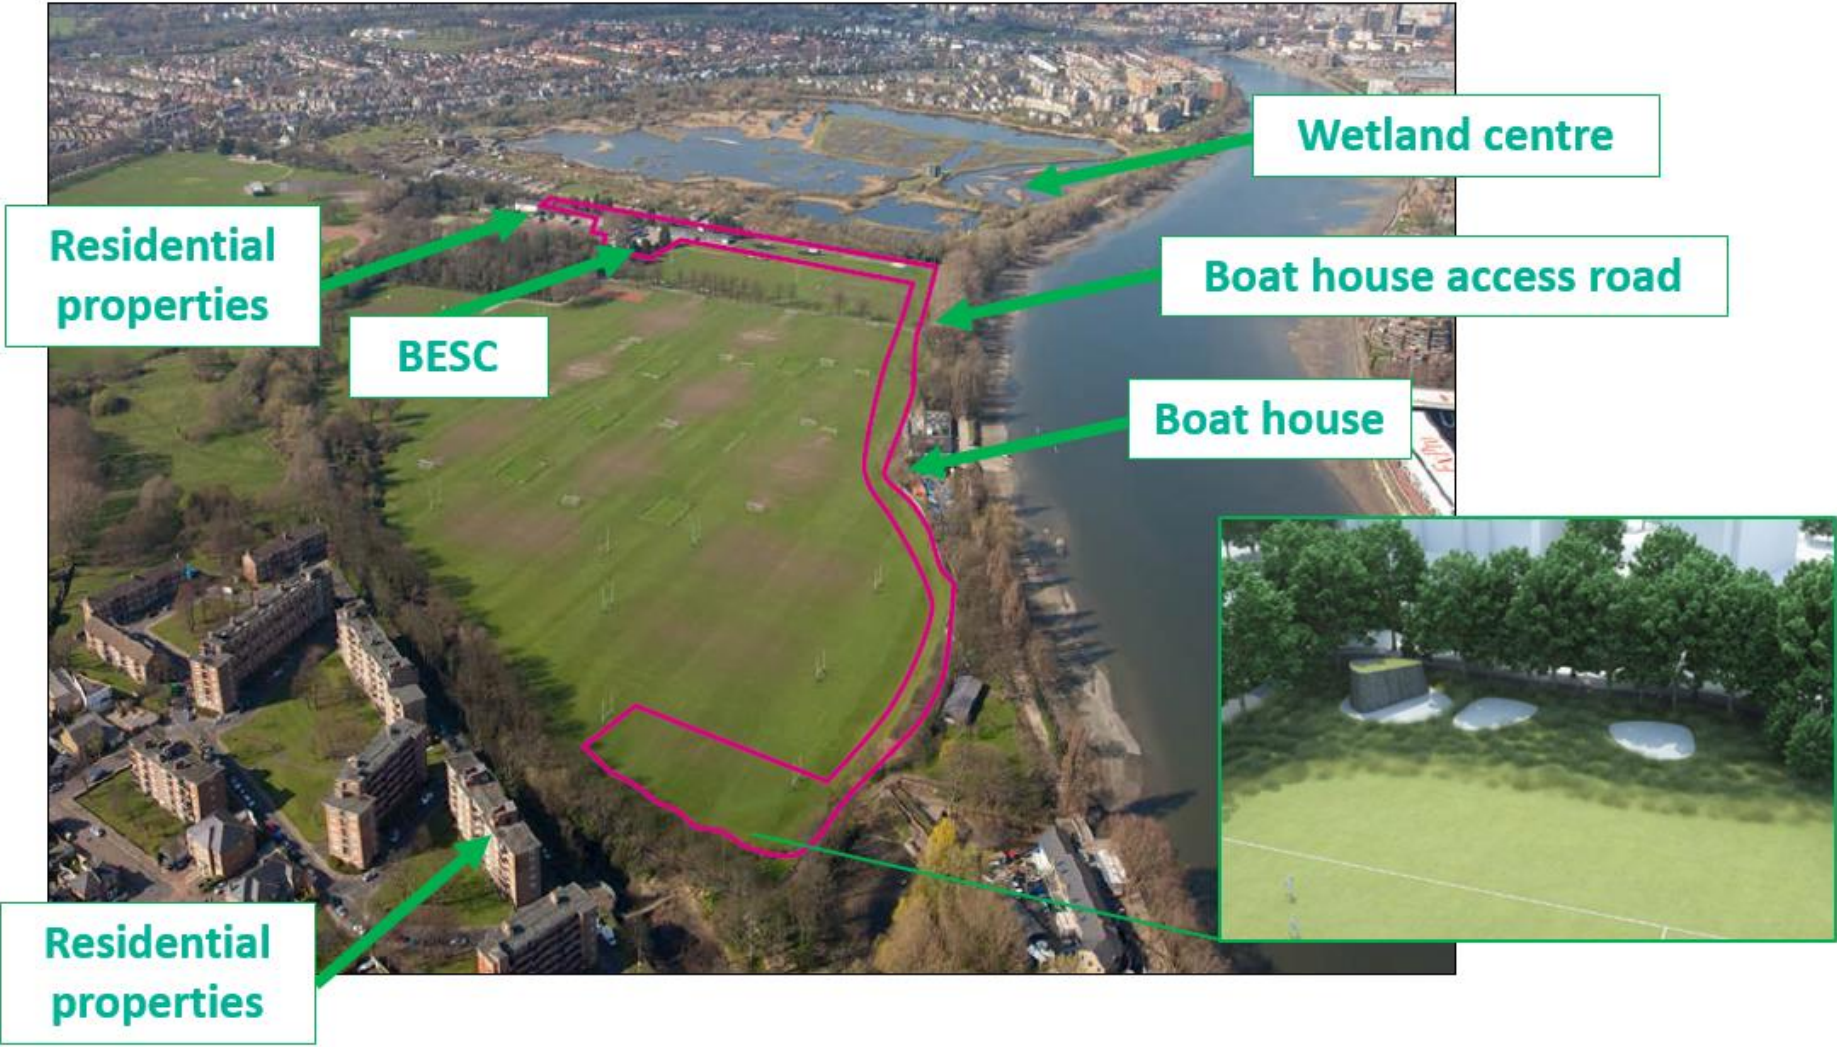 Wetland centre
Residential
properties
Boat house access road
BESC
Boat house
Residential
properties